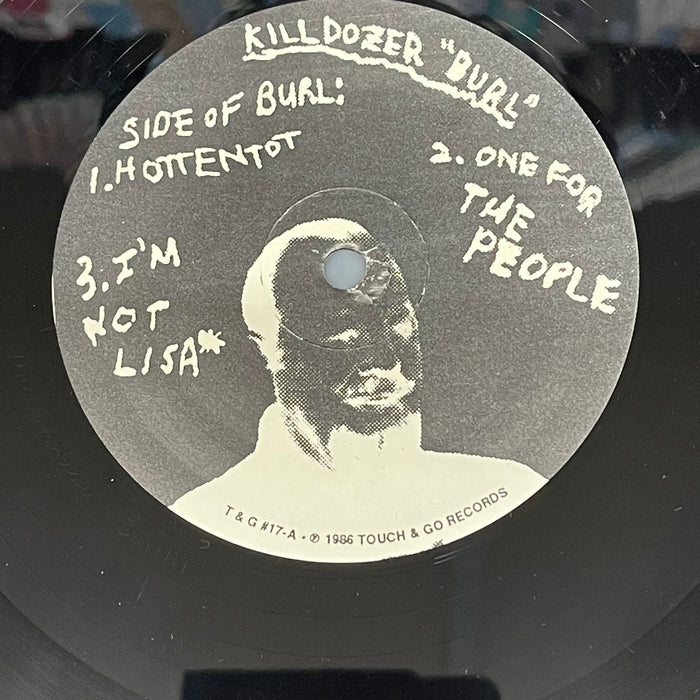 KILLDOZER "BURL"
SIDE OF BURL:
1. HOTTENTOT
2. ONE FOR
THE
PEOPLE
3. I'M
NOT
LISA*
T & G #17-A • ℗ 1986 TOUCH & GO RECORDS